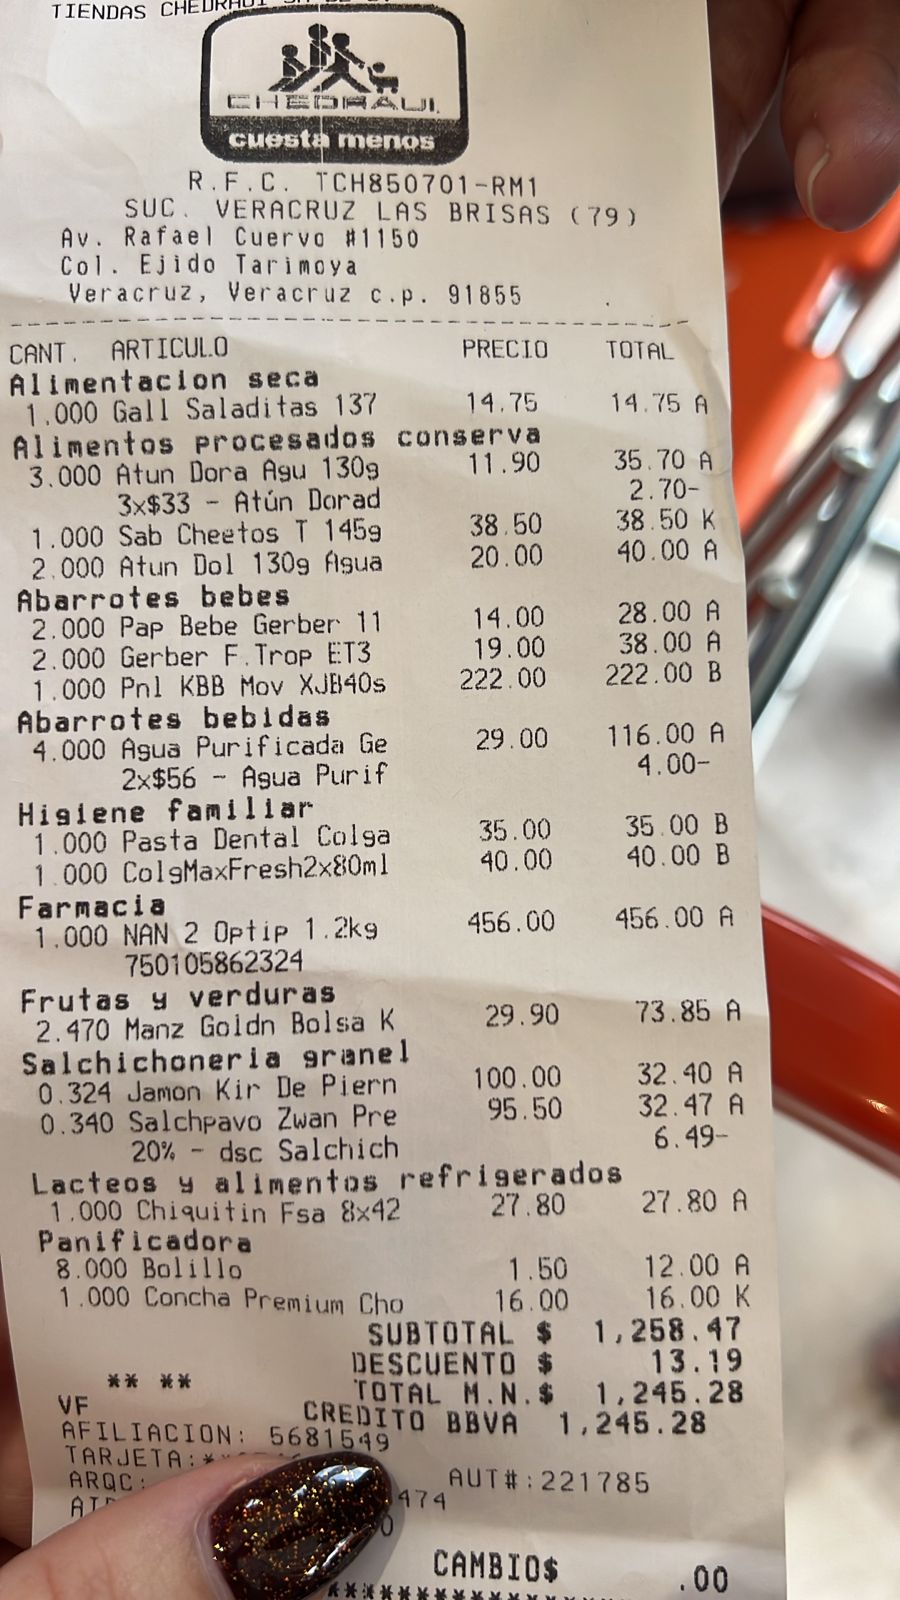 TIENDAS CHEDRAUI
CHEDRAUI
cuesta menos
R.F.C. TCH850701-RM1
SUC. VERACRUZ LAS BRISAS (79)
Av. Rafael Cuervo #1150
Col. Ejido Tarimoya
Veracruz, Veracruz c.p. 91855
CANT. ARTICULO PRECIO TOTAL
Alimentacion seca
1.000 Gall Saladitas 137 14.75 14.75 A
Alimentos procesados conserva
3.000 Atun Dora Agu 130g 11.90 35.70 A
3x$33 - Atún Dorad 2.70-
1.000 Sab Cheetos T 145g 38.50 38.50 K
2.000 Atun Dol 130g Agua 20.00 40.00 A
Abarrotes bebes
2.000 Pap Bebe Gerber 11 14.00 28.00 A
2.000 Gerber F.Trop ET3 19.00 38.00 A
1.000 Pnl KBB Mov XJB40s 222.00 222.00 B
Abarrotes bebidas
4.000 Agua Purificada Ge 29.00 116.00 A
2x$56 - Agua Purif 4.00-
Higiene familiar
1.000 Pasta Dental Colga 35.00 35.00 B
1.000 ColgMaxFresh2x80ml 40.00 40.00 B
Farmacia
1.000 NAN 2 Optip 1.2kg 456.00 456.00 A
750105862324
Frutas y verduras
2.470 Manz Goldn Bolsa K 29.90 73.85 A
Salchichoneria granel
0.324 Jamon Kir De Piern 100.00 32.40 A
0.340 Salchpavo Zwan Pre 95.50 32.47 A
20% - dsc Salchich 6.49-
Lacteos y alimentos refrigerados
1.000 Chiquitin Fsa 8x42 27.80 27.80 A
Panificadora
8.000 Bolillo 1.50 12.00 A
1.000 Concha Premium Cho 16.00 16.00 K
SUBTOTAL $ 1,258.47
DESCUENTO $ 13.19
** ** TOTAL M.N.$ 1,245.28
VF CREDITO BBVA 1,245.28
AFILIACION: 5681549
TARJETA:**
ARQC: AUT#:221785
474
0
CAMBIO$ .00